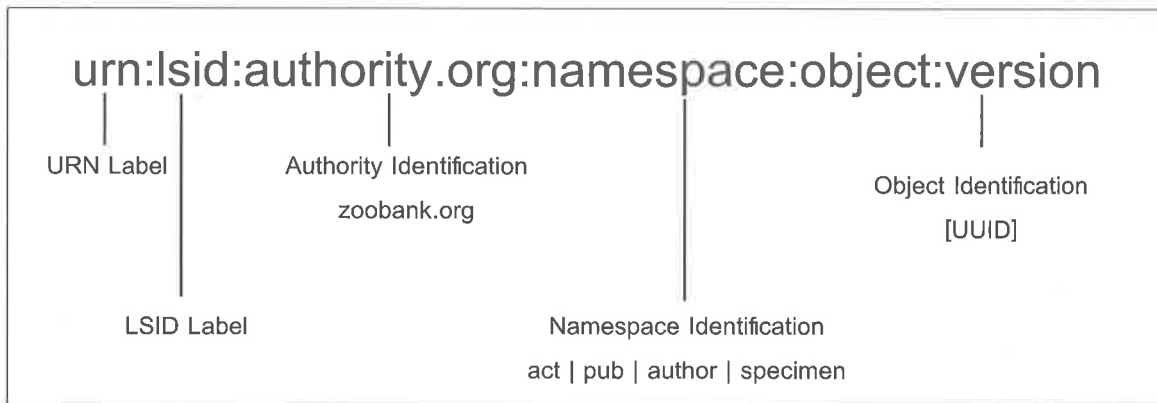 urn:lsid:authority.org:namespace:object:version
URN Label
Authority Identification
zoobank.org
Object Identification
[UUID]
LSID Label
Namespace Identification
act | pub | author | specimen